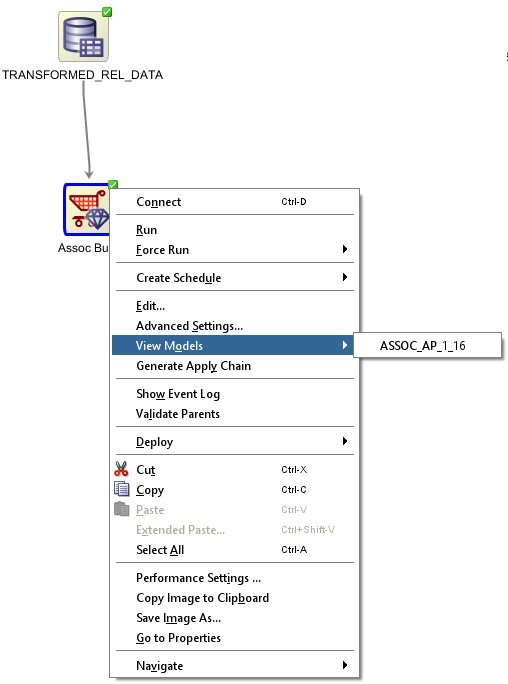 TRANSFORMED_REL_DATA
Assoc Bu
Connect Ctrl-D
Run
Force Run
Create Schedule
Edit...
Advanced Settings...
View Models
ASSOC_AP_1_16
Generate Apply Chain
Show Event Log
Validate Parents
Deploy
Cut Ctrl-X
Copy Ctrl-C
Paste Ctrl-V
Extended Paste... Ctrl+Shift-V
Select All Ctrl-A
Performance Settings ...
Copy Image to Clipboard
Save Image As...
Go to Properties
Navigate